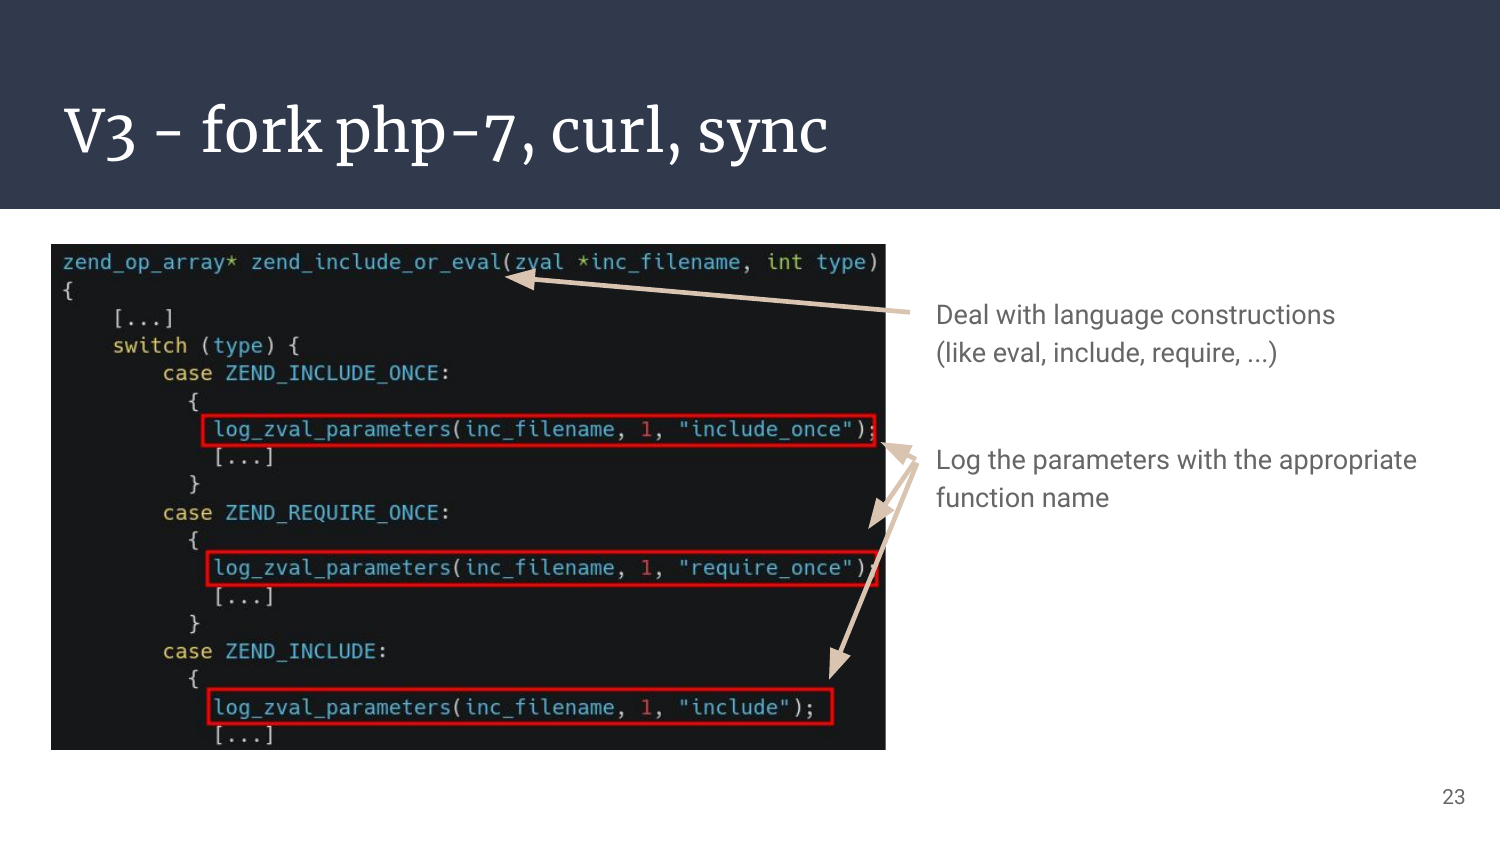 V3 - fork php-7, curl, sync
zend_op_array* zend_include_or_eval(zval *inc_filename, int type)
{
[...]
switch (type) {
case ZEND_INCLUDE_ONCE:
{
log_zval_parameters(inc_filename, 1, "include_once");
[...]
}
case ZEND_REQUIRE_ONCE:
{
log_zval_parameters(inc_filename, 1, "require_once");
[...]
}
case ZEND_INCLUDE:
{
log_zval_parameters(inc_filename, 1, "include");
[...]
Deal with language constructions
(like eval, include, require, ...)
Log the parameters with the appropriate
function name
23